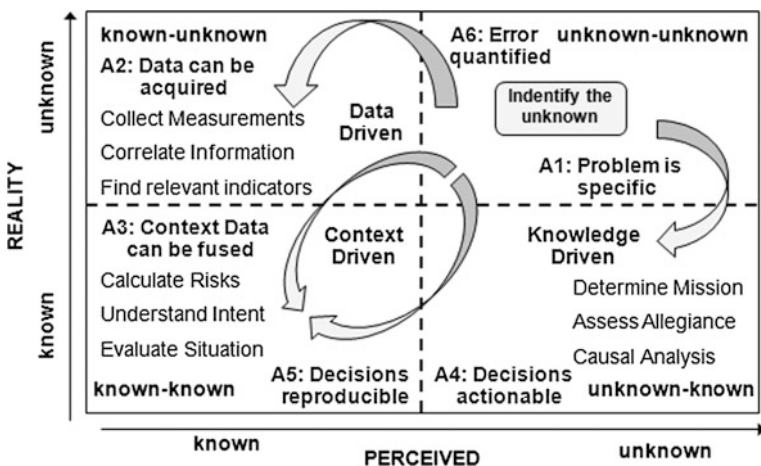 known-unknown
A2: Data can be
acquired
Collect Measurements
Correlate Information
Find relevant indicators
Data
Driven
A6: Error
quantified
unknown-unknown
Indentify the
unknown
A1: Problem is
specific
A3: Context Data
can be fused
Calculate Risks
Understand Intent
Evaluate Situation
known-known
Context
Driven
A5: Decisions
reproducible
Knowledge
Driven
Determine Mission
Assess Allegiance
Causal Analysis
A4: Decisions
actionable
unknown-known
REALITY
unknown
known
known
PERCEIVED
unknown